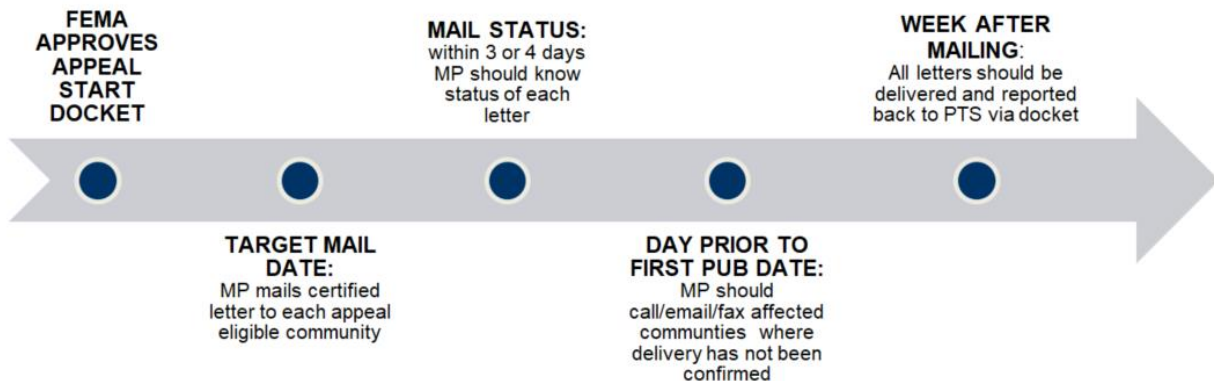 FEMA
APPROVES
APPEAL
START
DOCKET
TARGET MAIL
DATE:
MP mails certified
letter to each appeal
eligible community
MAIL STATUS:
within 3 or 4 days
MP should know
status of each
letter
DAY PRIOR TO
FIRST PUB DATE:
MP should
call/email/fax affected
communties where
delivery has not been
confirmed
WEEK AFTER
MAILING:
All letters should be
delivered and reported
back to PTS via docket